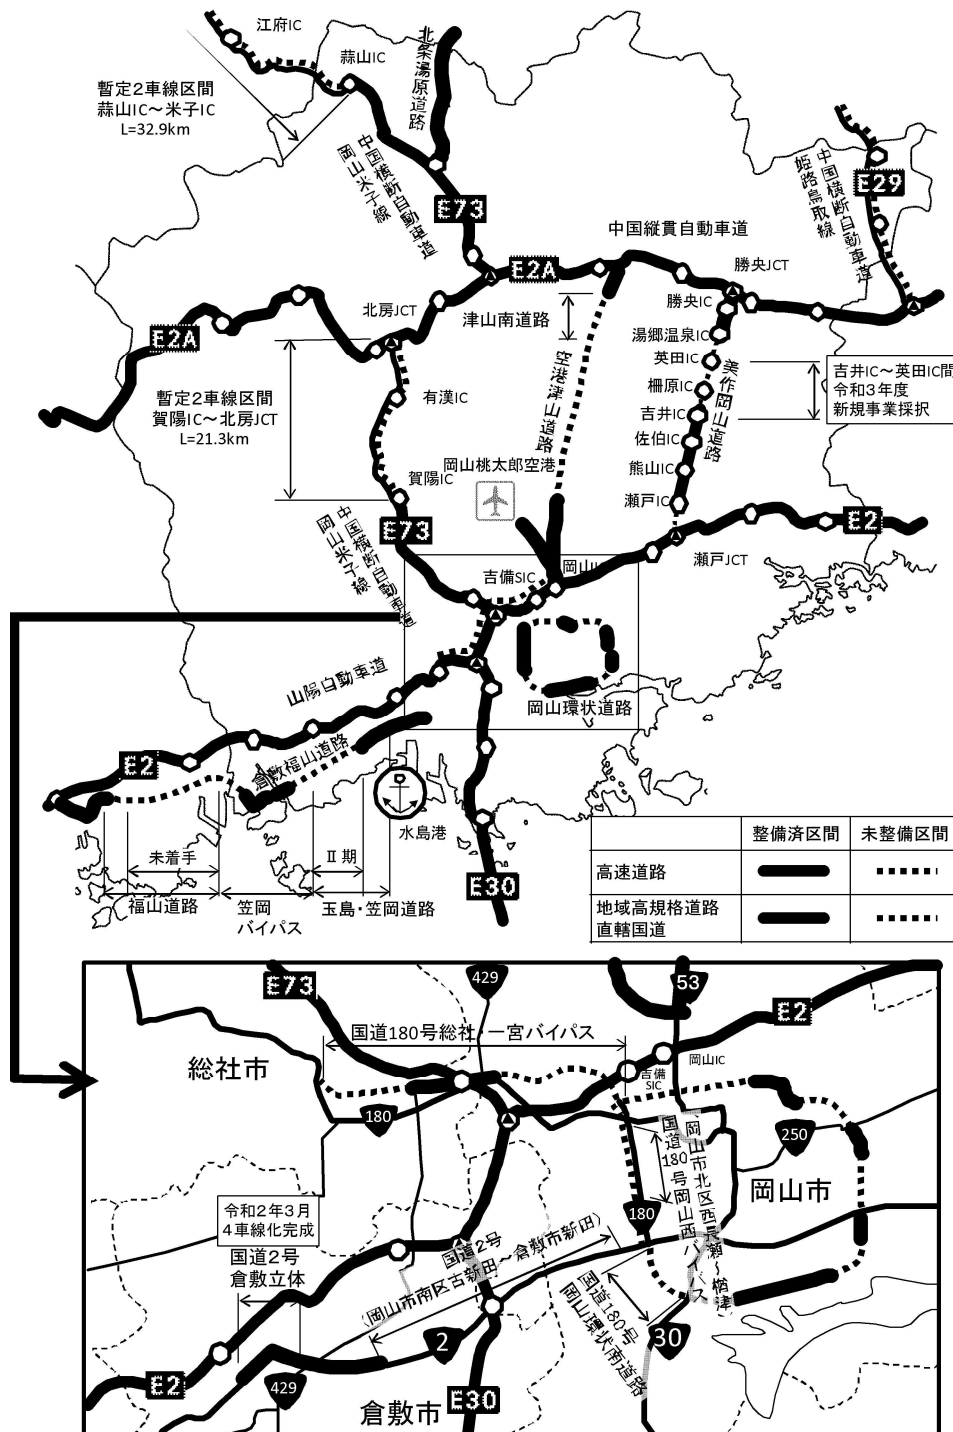 江府IC
蒜山IC
北条湯原道路
暫定2車線区間
蒜山IC～米子IC
L=32.9km
中国横断自動車道
岡山米子線
E73
中国横断自動車道
姫路鳥取線
E29
中国縦貫自動車道
E2A
勝央JCT
勝央IC
北房JCT
津山南道路
湯郷温泉IC
E2A
英田IC
美作岡山道路
空港津山道路
吉井IC～英田IC間
令和3年度
新規事業採択
柵原IC
吉井IC
暫定2車線区間
賀陽IC～北房JCT
L=21.3km
有漢IC
佐伯IC
岡山桃太郎空港
熊山IC
賀陽IC
瀬戸IC
E73
E2
中国横断自動車道
岡山米子線
瀬戸JCT
吉備SIC
岡山IC
山陽自動車道
岡山環状道路
E2
倉敷福山道路
水島港
未着手
Ⅱ期
福山道路
笠岡
バイパス
玉島・笠岡道路
E30
整備済区間
未整備区間
高速道路
地域高規格道路
直轄国道
E73
429
53
E2
国道180号総社・一宮バイパス
総社市
岡山IC
吉備
SIC
180
国道180号岡山西バイパス
(岡山市北区西長瀬～楢津)
250
岡山市
180
令和2年3月
4車線化完成
国道2号
倉敷立体
国道2号
(岡山市南区古新田～倉敷市新田)
国道180号
岡山環状南道路
2
30
E2
429
倉敷市
E30